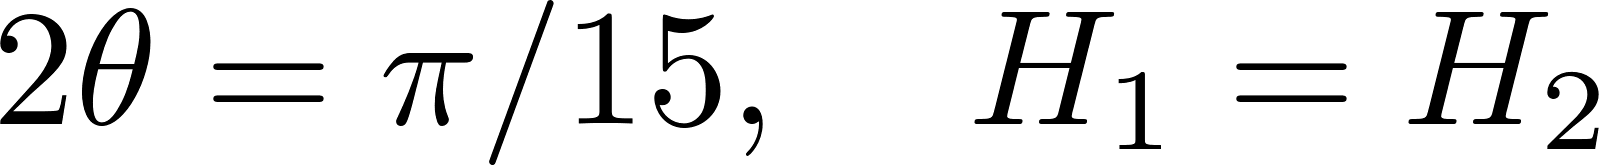 2θ = π/15, H₁ = H₂